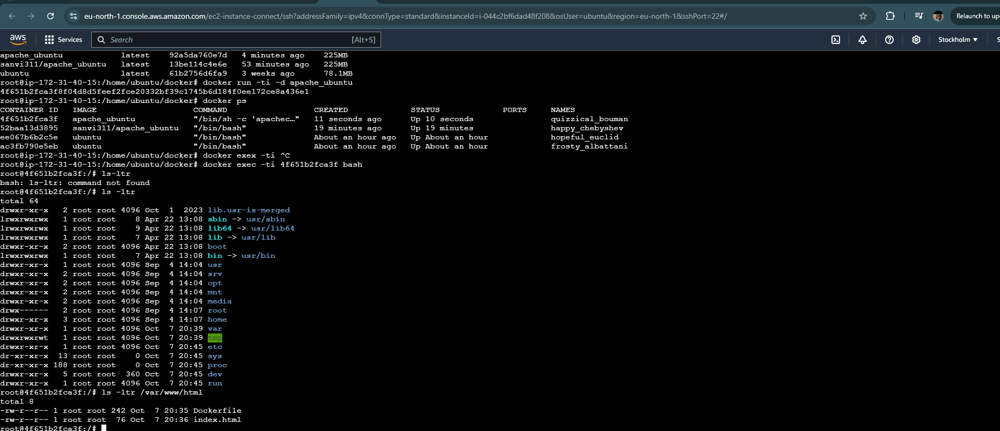 eu-north-1.console.aws.amazon.com/ec2-instance-connect/ssh?addressFamily=ipv4&connType=standard&instanceId=i-044c2bf6dad48f208&osUser=ubuntu&region=eu-north-1&sshPort=22#/
Relaunch to up
aws Services Search [Alt+S] Stockholm
apache_ubuntu latest 92a5da760e7d 4 minutes ago 225MB
sanvi311/apache_ubuntu latest 13be114c4e6e 53 minutes ago 225MB
ubuntu latest 61b2756d6fa9 3 weeks ago 78.1MB
root@ip-172-31-40-15:/home/ubuntu/docker# docker run -ti -d apache_ubuntu
4f651b2fca3f8f04d8d5feef2fce20332bf39c1745b6d184f0ee172ce8a436e1
root@ip-172-31-40-15:/home/ubuntu/docker# docker ps
CONTAINER ID IMAGE COMMAND CREATED STATUS PORTS NAMES
4f651b2fca3f apache_ubuntu "/bin/sh -c 'apachec…" 11 seconds ago Up 10 seconds quizzical_bouman
52baa13d3895 sanvi311/apache_ubuntu "/bin/bash" 19 minutes ago Up 19 minutes happy_chebyshev
ee067b6b2c5e ubuntu "/bin/bash" About an hour ago Up About an hour hopeful_euclid
ac3fb790e5eb ubuntu "/bin/bash" About an hour ago Up About an hour frosty_albattani
root@ip-172-31-40-15:/home/ubuntu/docker# docker exex -ti ^C
root@ip-172-31-40-15:/home/ubuntu/docker# docker exec -ti 4f651b2fca3f bash
root@4f651b2fca3f:/# ls-ltr
bash: ls-ltr: command not found
root@4f651b2fca3f:/# ls -ltr
total 64
drwxr-xr-x 2 root root 4096 Oct 1 2023 lib.usr-is-merged
lrwxrwxrwx 1 root root 8 Apr 22 13:08 sbin -> usr/sbin
lrwxrwxrwx 1 root root 9 Apr 22 13:08 lib64 -> usr/lib64
lrwxrwxrwx 1 root root 7 Apr 22 13:08 lib -> usr/lib
drwxr-xr-x 2 root root 4096 Apr 22 13:08 boot
lrwxrwxrwx 1 root root 7 Apr 22 13:08 bin -> usr/bin
drwxr-xr-x 1 root root 4096 Sep 4 14:04 usr
drwxr-xr-x 2 root root 4096 Sep 4 14:04 srv
drwxr-xr-x 2 root root 4096 Sep 4 14:04 opt
drwxr-xr-x 2 root root 4096 Sep 4 14:04 mnt
drwxr-xr-x 2 root root 4096 Sep 4 14:04 media
drwx------ 2 root root 4096 Sep 4 14:07 root
drwxr-xr-x 3 root root 4096 Sep 4 14:07 home
drwxr-xr-x 1 root root 4096 Oct 7 20:39 var
drwxrwxrwt 1 root root 4096 Oct 7 20:39 tmp
drwxr-xr-x 1 root root 4096 Oct 7 20:45 etc
dr-xr-xr-x 13 root root 0 Oct 7 20:45 sys
dr-xr-xr-x 188 root root 0 Oct 7 20:45 proc
drwxr-xr-x 5 root root 360 Oct 7 20:45 dev
drwxr-xr-x 1 root root 4096 Oct 7 20:45 run
root@4f651b2fca3f:/# ls -ltr /var/www/html
total 8
-rw-r--r-- 1 root root 242 Oct 7 20:35 Dockerfile
-rw-r--r-- 1 root root 76 Oct 7 20:36 index.html
root@4f651b2fca3f:/#